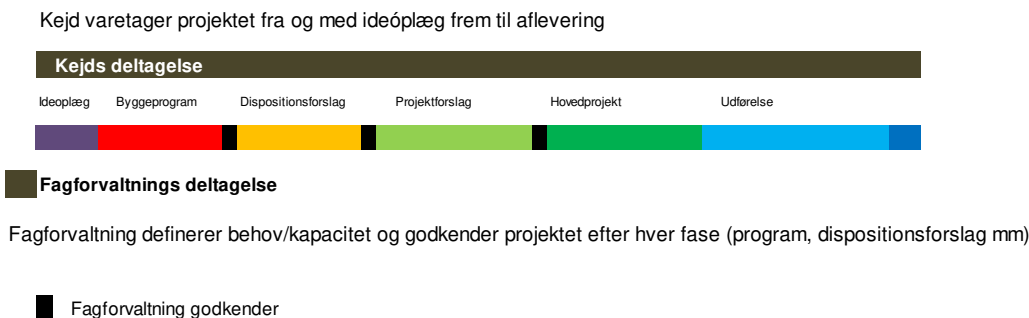 Kejd varetager projektet fra og med ideóplæg frem til aflevering
Kejds deltagelse
Ideoplæg Byggeprogram Dispositionsforslag Projektforslag Hovedprojekt Udførelse
Fagforvaltnings deltagelse
Fagforvaltning definerer behov/kapacitet og godkender projektet efter hver fase (program, dispositionsforslag mm)
Fagforvaltning godkender